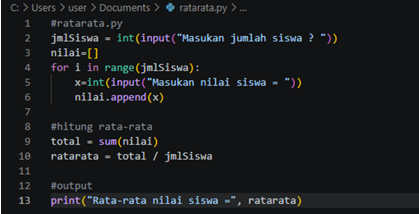 C: > Users > user > Documents > ratarata.py > ...
1 #ratarata.py
2 jmlSiswa = int(input("Masukan jumlah siswa ? "))
3 nilai=[]
4 for i in range(jmlSiswa):
5 x=int(input("Masukan nilai siswa = "))
6 nilai.append(x)
7
8 #hitung rata-rata
9 total = sum(nilai)
10 ratarata = total / jmlSiswa
11
12 #output
13 print("Rata-rata nilai siswa =", ratarata)